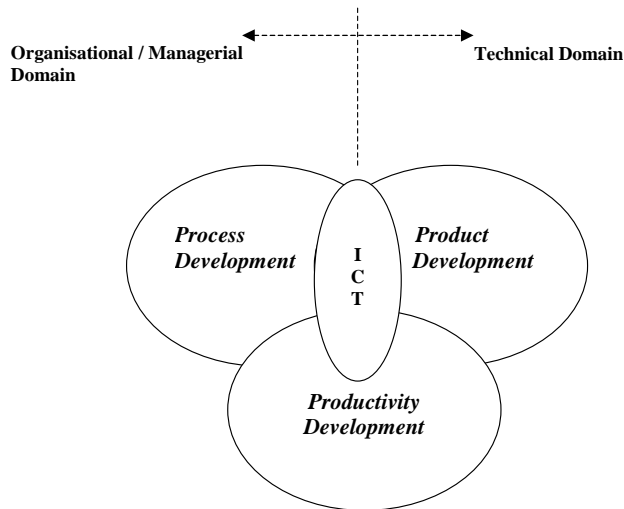 Organisational / Managerial
Domain
Technical Domain
Process
Development
I
C
T
Product
Development
Productivity
Development